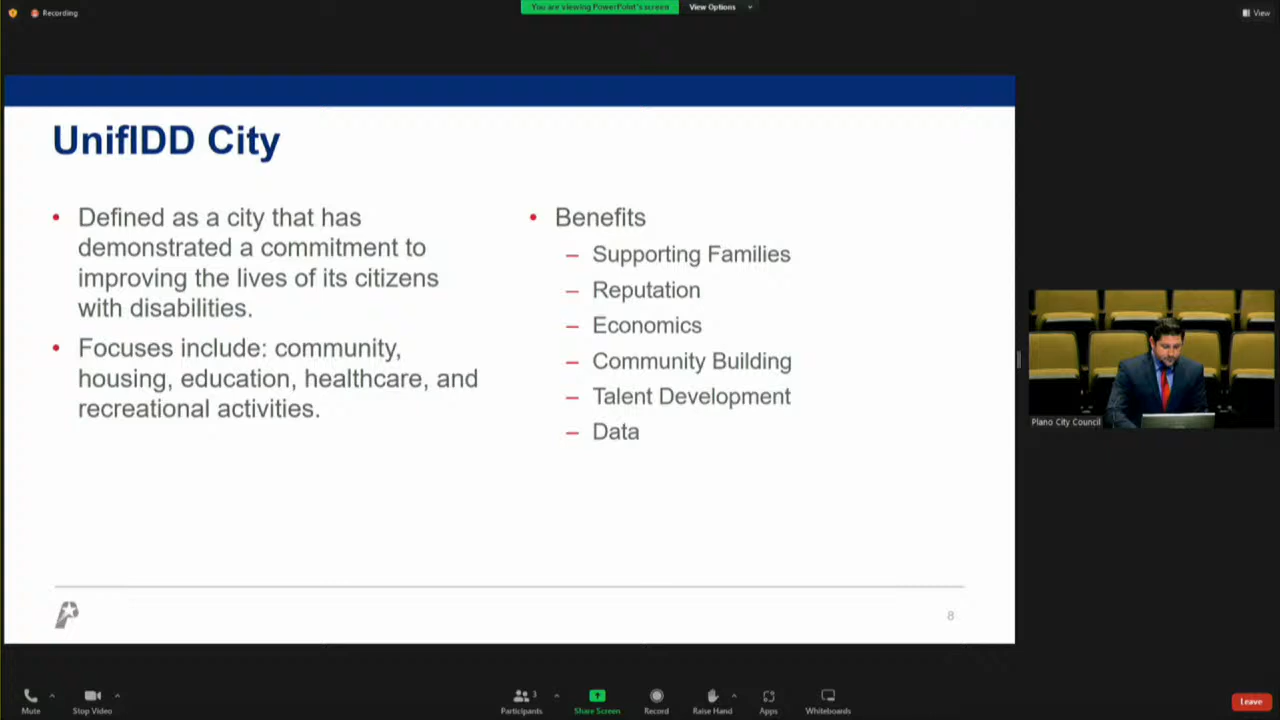 Recording
You are viewing PowerPoint's screen
View Options
View
UnifIDD City
• Defined as a city that has
demonstrated a commitment to
improving the lives of its citizens
with disabilities.
• Focuses include: community,
housing, education, healthcare, and
recreational activities.
• Benefits
– Supporting Families
– Reputation
– Economics
– Community Building
– Talent Development
– Data
8
Plano City Council
Mute
Stop Video
Participants
3
Share Screen
Record
Raise Hand
Apps
Whiteboards
Leave